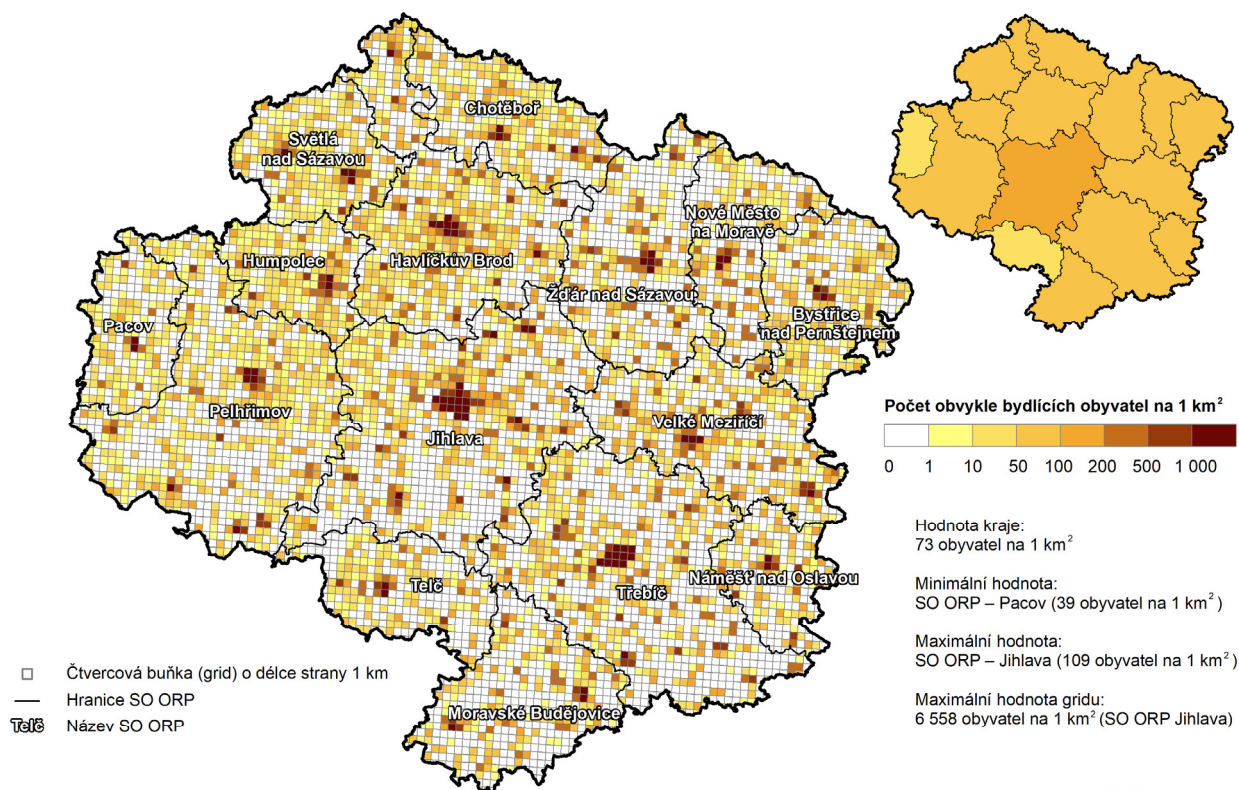 Chotěboř
Světlá
nad Sázavou
Nové Město
na Moravě
Humpolec
Havlíčkův Brod
Žďár nad Sázavou
Bystřice
nad Pernštejnem
Pacov
Pelhřimov
Jihlava
Velké Meziříčí
Telč
Třebíč
Náměšť nad Oslavou
Moravské Budějovice
Počet obvykle bydlících obyvatel na 1 km²
0 1 10 50 100 200 500 1 000
Hodnota kraje:
73 obyvatel na 1 km²
Minimální hodnota:
SO ORP – Pacov (39 obyvatel na 1 km²)
Maximální hodnota:
SO ORP – Jihlava (109 obyvatel na 1 km²)
Maximální hodnota gridu:
6 558 obyvatel na 1 km² (SO ORP Jihlava)
Čtvercová buňka (grid) o délce strany 1 km
Hranice SO ORP
Telč Název SO ORP